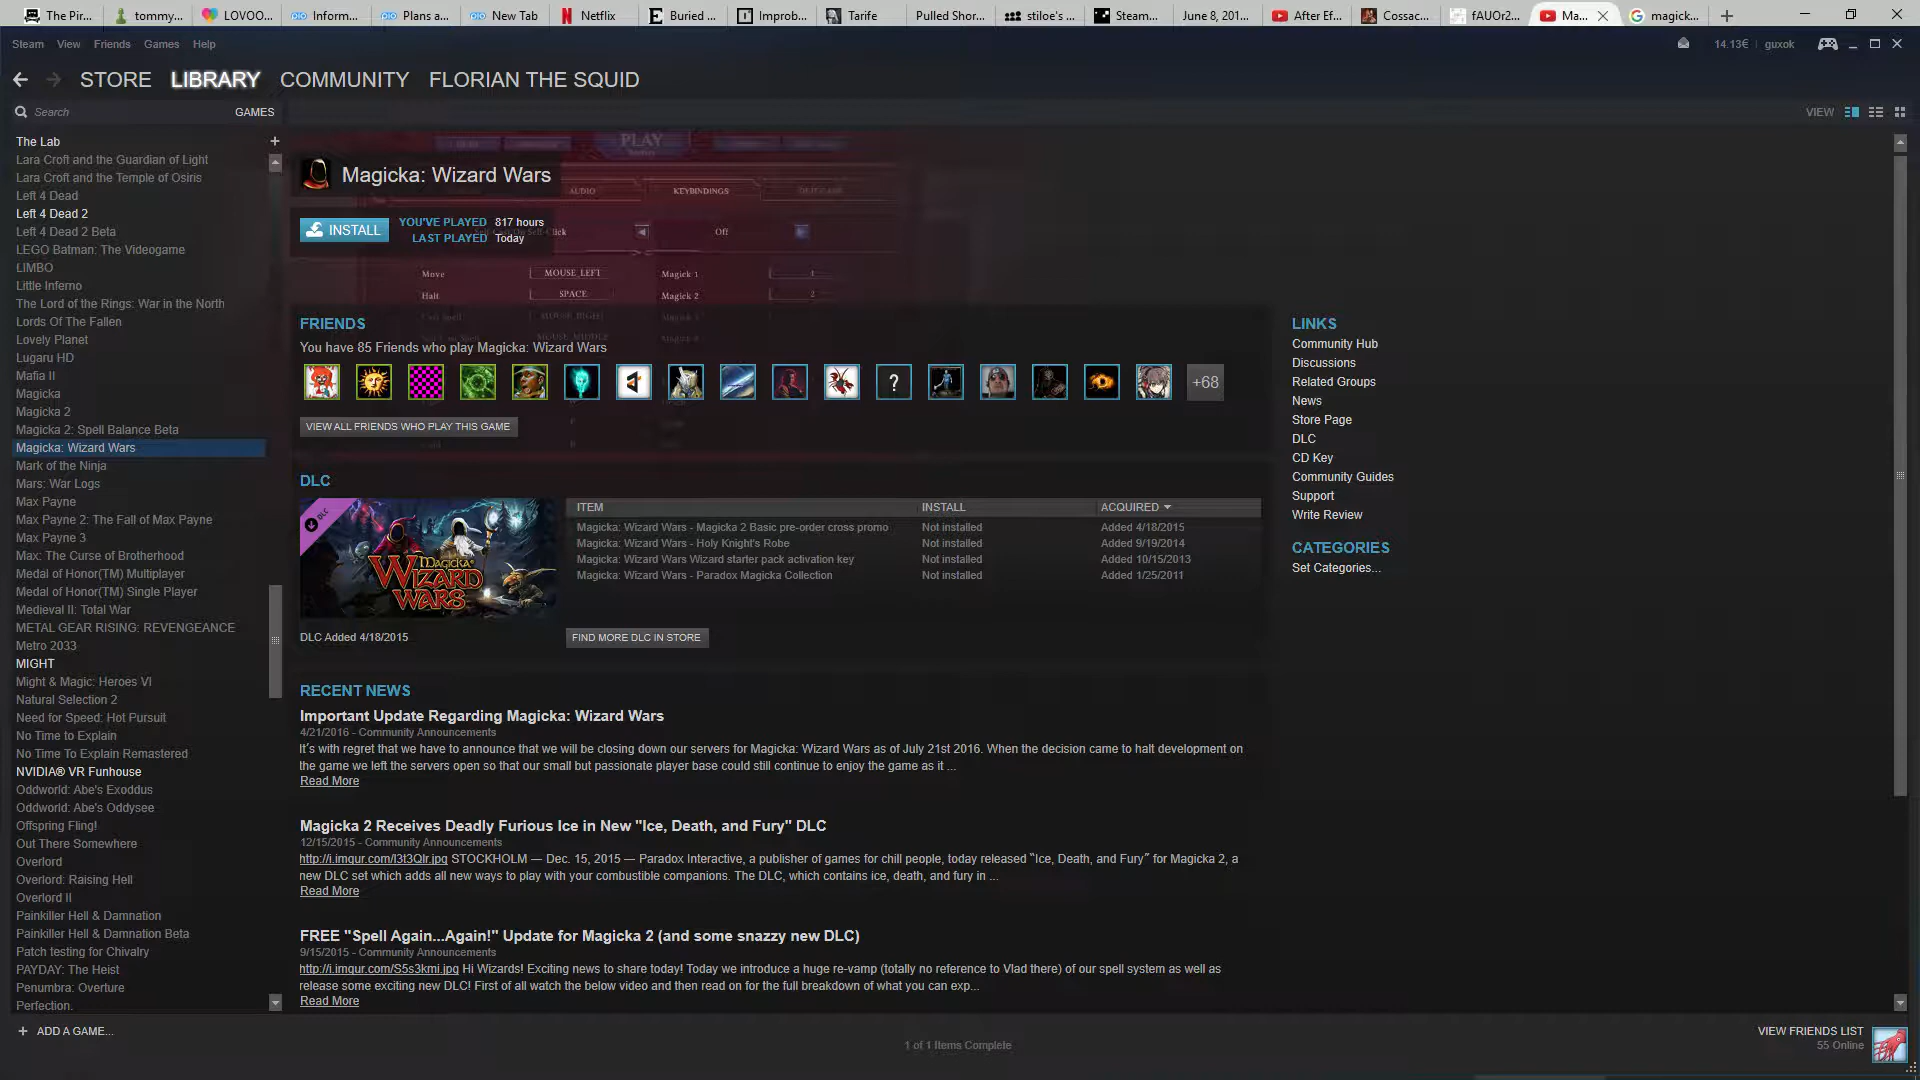 The Pir...
tommy,...
LOVOO...
Inform...
Plans a...
New Tab
Netflix
Buried ...
Improb...
Tarife
Pulled Shor...
stiloe's ...
Steam...
June 8, 201...
After Ef...
Cossac...
fAUOr2...
Ma...
magick...
Steam View Friends Games Help
14.13€ guxok
STORE LIBRARY COMMUNITY FLORIAN THE SQUID
Search GAMES
VIEW
The Lab
Lara Croft and the Guardian of Light
Lara Croft and the Temple of Osiris
Left 4 Dead
Left 4 Dead 2
Left 4 Dead 2 Beta
LEGO Batman: The Videogame
LIMBO
Little Inferno
The Lord of the Rings: War in the North
Lords Of The Fallen
Lovely Planet
Lugaru HD
Mafia II
Magicka
Magicka 2
Magicka 2: Spell Balance Beta
Magicka: Wizard Wars
Mark of the Ninja
Mars: War Logs
Max Payne
Max Payne 2: The Fall of Max Payne
Max Payne 3
Max: The Curse of Brotherhood
Medal of Honor(TM) Multiplayer
Medal of Honor(TM) Single Player
Medieval II: Total War
METAL GEAR RISING: REVENGEANCE
Metro 2033
MIGHT
Might & Magic: Heroes VI
Natural Selection 2
Need for Speed: Hot Pursuit
No Time to Explain
No Time To Explain Remastered
NVIDIA® VR Funhouse
Oddworld: Abe's Exoddus
Oddworld: Abe's Oddysee
Offspring Fling!
Out There Somewhere
Overlord
Overlord: Raising Hell
Overlord II
Painkiller Hell & Damnation
Painkiller Hell & Damnation Beta
Patch testing for Chivalry
PAYDAY: The Heist
Penumbra: Overture
Perfection.
ADD A GAME...
PLAY
Magicka: Wizard Wars
AUDIO KEYBINDINGS
INSTALL
YOU'VE PLAYED 817 hours
LAST PLAYED Today
Self-Click Off
Move MOUSE_LEFT Magick 1 1
Halt SPACE Magick 2 2
MOUSE_RIGHT
MOUSE_MIDDLE
FRIENDS
You have 85 Friends who play Magicka: Wizard Wars
?
+68
VIEW ALL FRIENDS WHO PLAY THIS GAME
DLC
DLC
MAGICKA
WIZARD
WARS
DLC Added 4/18/2015
ITEM INSTALL ACQUIRED
Magicka: Wizard Wars - Magicka 2 Basic pre-order cross promo Not installed Added 4/18/2015
Magicka: Wizard Wars - Holy Knight's Robe Not installed Added 9/19/2014
Magicka: Wizard Wars Wizard starter pack activation key Not installed Added 10/15/2013
Magicka: Wizard Wars - Paradox Magicka Collection Not installed Added 1/25/2011
FIND MORE DLC IN STORE
RECENT NEWS
Important Update Regarding Magicka: Wizard Wars
4/21/2016 - Community Announcements
It´s with regret that we have to announce that we will be closing down our servers for Magicka: Wizard Wars as of July 21st 2016. When the decision came to halt development on
the game we left the servers open so that our small but passionate player base could still continue to enjoy the game as it ...
Read More
Magicka 2 Receives Deadly Furious Ice in New "Ice, Death, and Fury" DLC
12/15/2015 - Community Announcements
http://i.imgur.com/I3t3Qlr.jpg STOCKHOLM — Dec. 15, 2015 — Paradox Interactive, a publisher of games for chill people, today released “Ice, Death, and Fury” for Magicka 2, a
new DLC set which adds all new ways to play with your combustible companions. The DLC, which contains ice, death, and fury in ...
Read More
FREE "Spell Again...Again!" Update for Magicka 2 (and some snazzy new DLC)
9/15/2015 - Community Announcements
http://i.imgur.com/S5s3kmi.jpg Hi Wizards! Exciting news to share today! Today we introduce a huge re-vamp (totally no reference to Vlad there) of our spell system as well as
release some exciting new DLC! First of all watch the below video and then read on for the full breakdown of what you can exp...
Read More
LINKS
Community Hub
Discussions
Related Groups
News
Store Page
DLC
CD Key
Community Guides
Support
Write Review
CATEGORIES
Set Categories...
1 of 1 Items Complete
VIEW FRIENDS LIST
55 Online